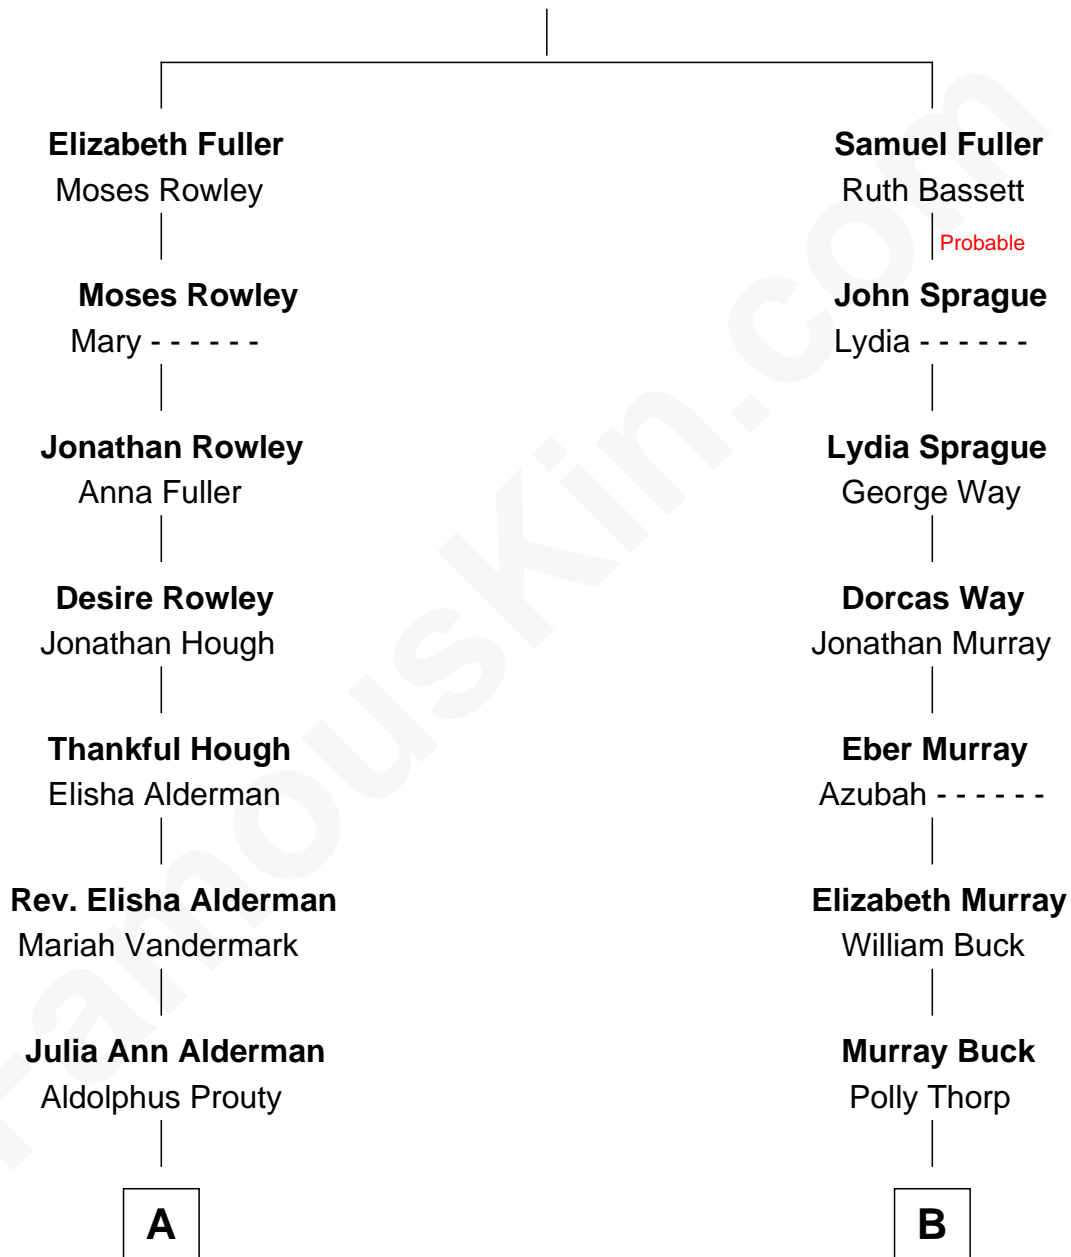 Elizabeth Fuller
Moses Rowley
Moses Rowley
Mary - - - - - -
Jonathan Rowley
Anna Fuller
Desire Rowley
Jonathan Hough
Thankful Hough
Elisha Alderman
Rev. Elisha Alderman
Mariah Vandermark
Julia Ann Alderman
Aldolphus Prouty
A
Samuel Fuller
Ruth Bassett
Probable
John Sprague
Lydia - - - - - -
Lydia Sprague
George Way
Dorcas Way
Jonathan Murray
Eber Murray
Azubah - - - - - -
Elizabeth Murray
William Buck
Murray Buck
Polly Thorp
B
FamousKin.com